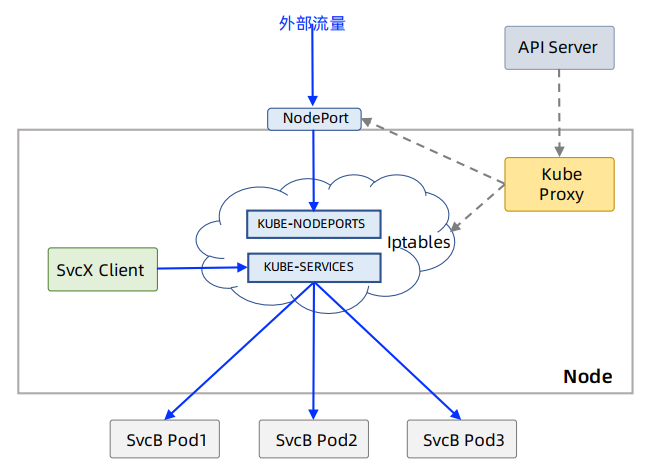 外部流量
API Server
NodePort
Kube
Proxy
KUBE-NODEPORTS
Iptables
KUBE-SERVICES
SvcX Client
Node
SvcB Pod1
SvcB Pod2
SvcB Pod3